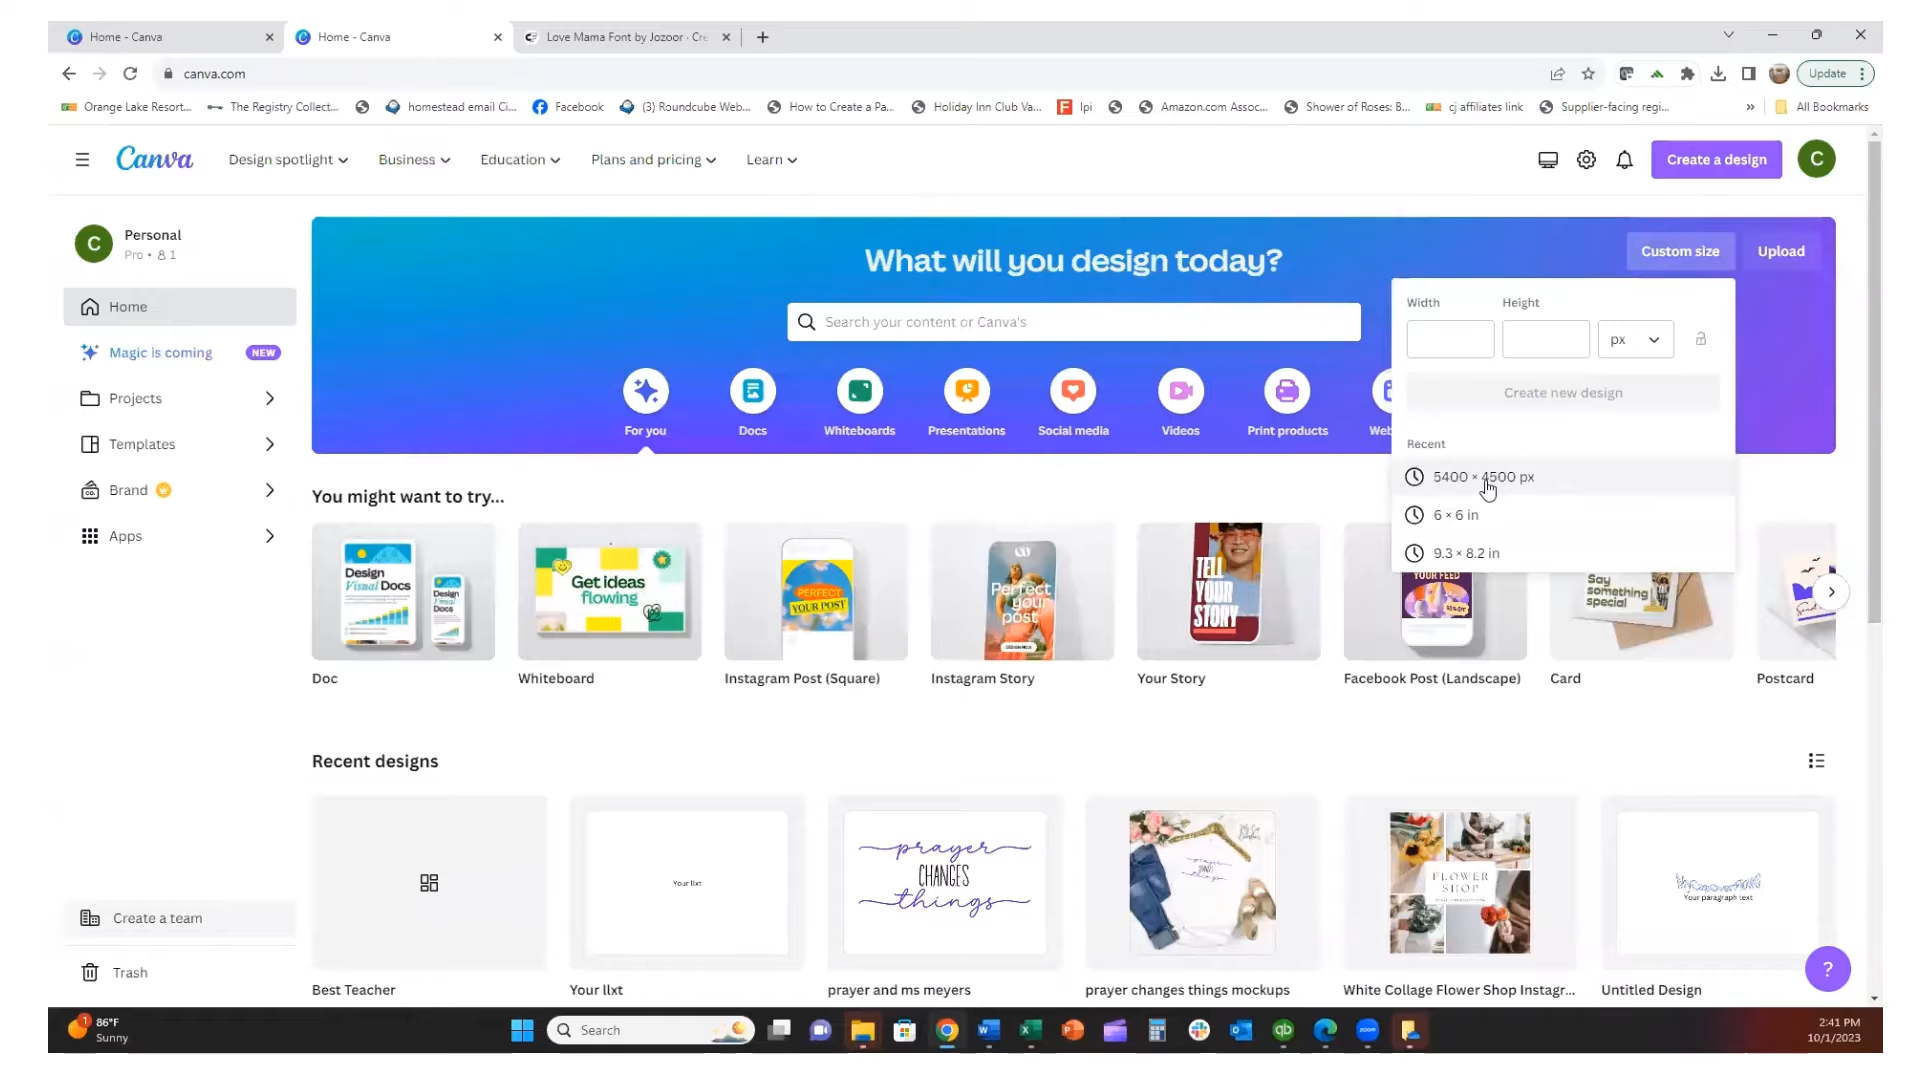 Home - Canva
Home - Canva
Love Mama Font by Jozoor · Cre
canva.com
Update
Orange Lake Resort...
The Registry Collect...
homestead email Ci...
Facebook
(3) Roundcube Web...
How to Create a Pa...
Holiday Inn Club Va...
Ipi
Amazon.com Assoc...
Shower of Roses: B...
cj affiliates link
Supplier-facing regi...
»
All Bookmarks
Canva
Design spotlight
Business
Education
Plans and pricing
Learn
Create a design
C
C
Personal
Pro • 1
Home
Magic is coming NEW
Projects
Templates
Brand
Apps
Create a team
Trash
What will you design today?
Custom size
Upload
Search your content or Canva's
For you
Docs
Whiteboards
Presentations
Social media
Videos
Print products
Web
Width
Height
px
Create new design
Recent
5400 × 4500 px
6 × 6 in
9.3 × 8.2 in
You might want to try...
Design
Visual Docs
Design
Visual
Docs
Get ideas
flowing
PERFECT
YOUR POST
Perfect
your
post
TELL
YOUR
STORY
YOUR FEED
Say
something
special
Doc
Whiteboard
Instagram Post (Square)
Instagram Story
Your Story
Facebook Post (Landscape)
Card
Postcard
Recent designs
Your llxt
prayer
CHANGES
things
FLOWER
SHOP
Your paragraph text
?
Best Teacher
Your llxt
prayer and ms meyers
prayer changes things mockups
White Collage Flower Shop Instagr...
Untitled Design
1
86°F
Sunny
Search
2:41 PM
10/1/2023